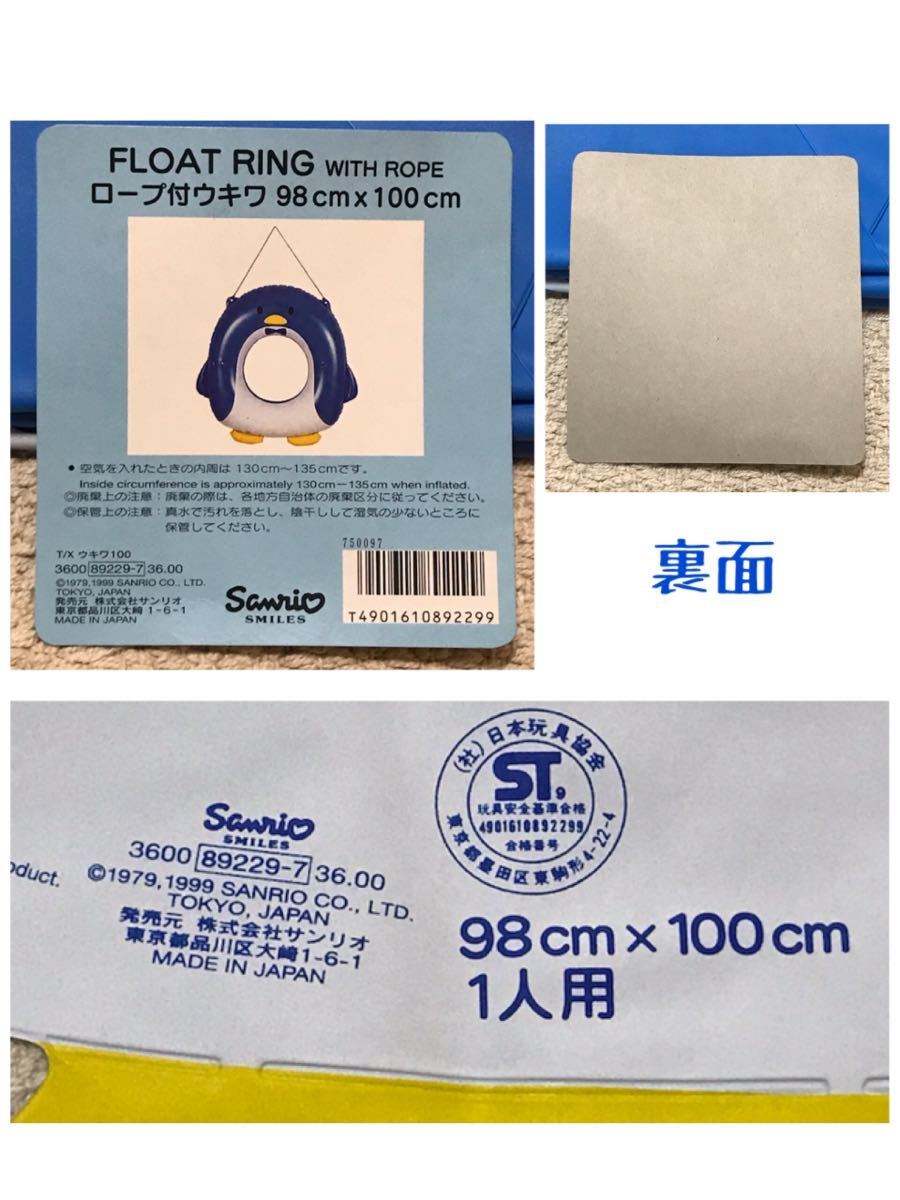 FLOAT RING WITH ROPE
ロープ付ウキワ 98cm x 100cm
● 空気を入れたときの内周は 130cm〜135cmです。
Inside circumference is approximately 130cm–135cm when inflated.
◎廃棄上の注意：廃棄の際は、各地方自治体の廃棄区分に従ってください。
◎保管上の注意：真水で汚れを落とし、陰干しして湿気の少ないところに
保管してください。
T/X ウキワ100
3600 89229-7 36.00
©1979,1999 SANRIO CO., LTD.
TOKYO, JAPAN
発売元 株式会社サンリオ
東京都品川区大崎 1-6-1
MADE IN JAPAN
Sanrio
SMILES
750097
T4901610892299
裏面
oduct.
Sanrio
SMILES
3600 89229-7 36.00
©1979,1999 SANRIO CO., LTD.
TOKYO, JAPAN
発売元 株式会社サンリオ
東京都品川区大崎1-6-1
MADE IN JAPAN
(社)日本玩具協会
ST9
玩具安全基準合格
4901610892299
合格番号
東京都墨田区東駒形4-22-4
98cm×100cm
1人用